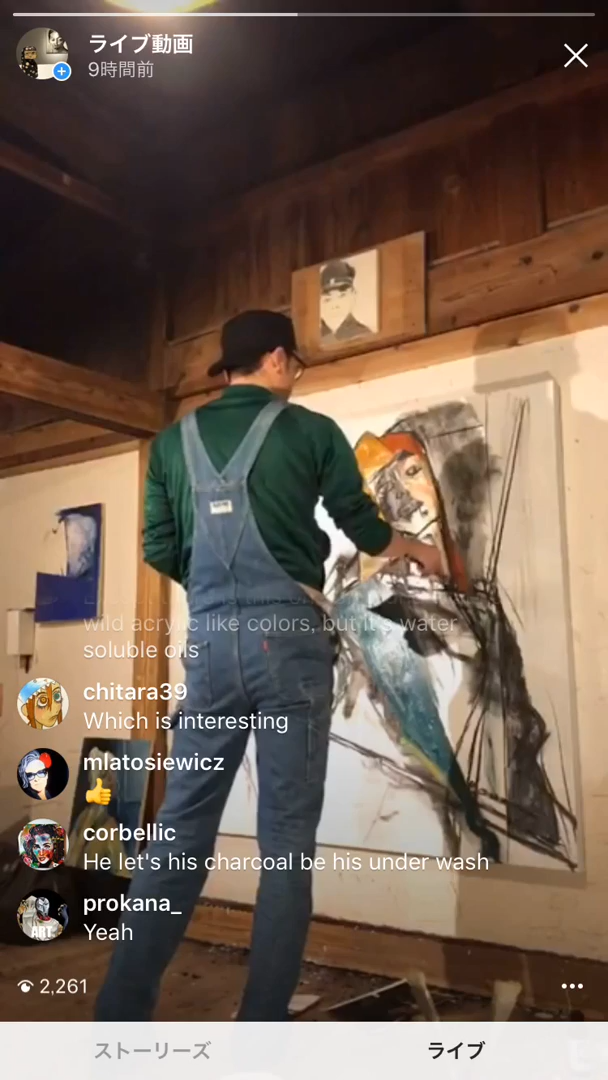 ライブ動画
9時間前
wild acrylic like colors, but it's water
soluble oils
chitara39
Which is interesting
mlatosiewicz
👍
corbellic
He let's his charcoal be his under wash
prokana_
ART
Yeah
2,261
ストーリーズ
ライブ